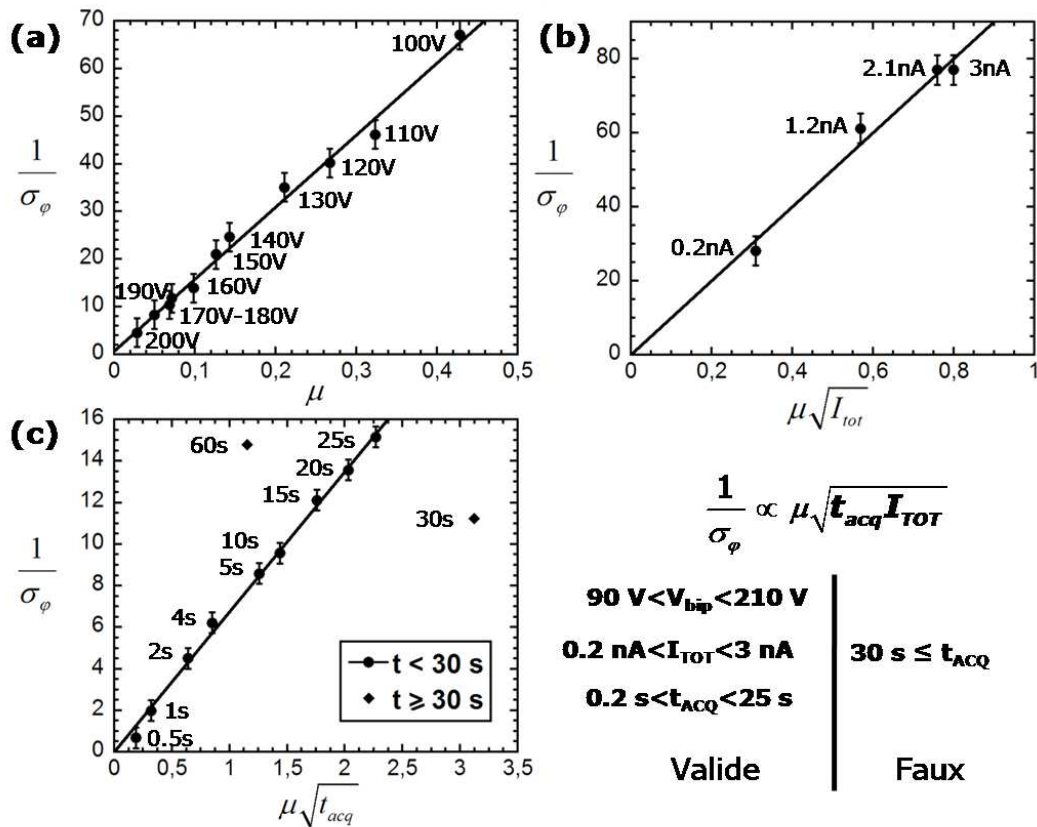 (a)
70
60
50
40
30
20
10
0
1/σφ
100V
110V
120V
130V
140V
150V
160V
190V
170V-180V
200V
0 0,1 0,2 0,3 0,4 0,5
μ
(b)
80
60
40
20
0
1/σφ
2.1nA 3nA
1.2nA
0.2nA
0 0,2 0,4 0,6 0,8 1
μ√Itot
(c)
16
14
12
10
8
6
4
2
0
1/σφ
60s
25s
20s
15s
30s
10s
5s
4s
2s
1s
0.5s
t < 30 s
t ⩾ 30 s
0 0,5 1 1,5 2 2,5 3 3,5
μ√tacq
1/σφ ∝ μ√tacqITOT
90 V<Vbip<210 V
0.2 nA<ITOT<3 nA
0.2 s<tACQ<25 s
30 s ≤ tACQ
Valide
Faux